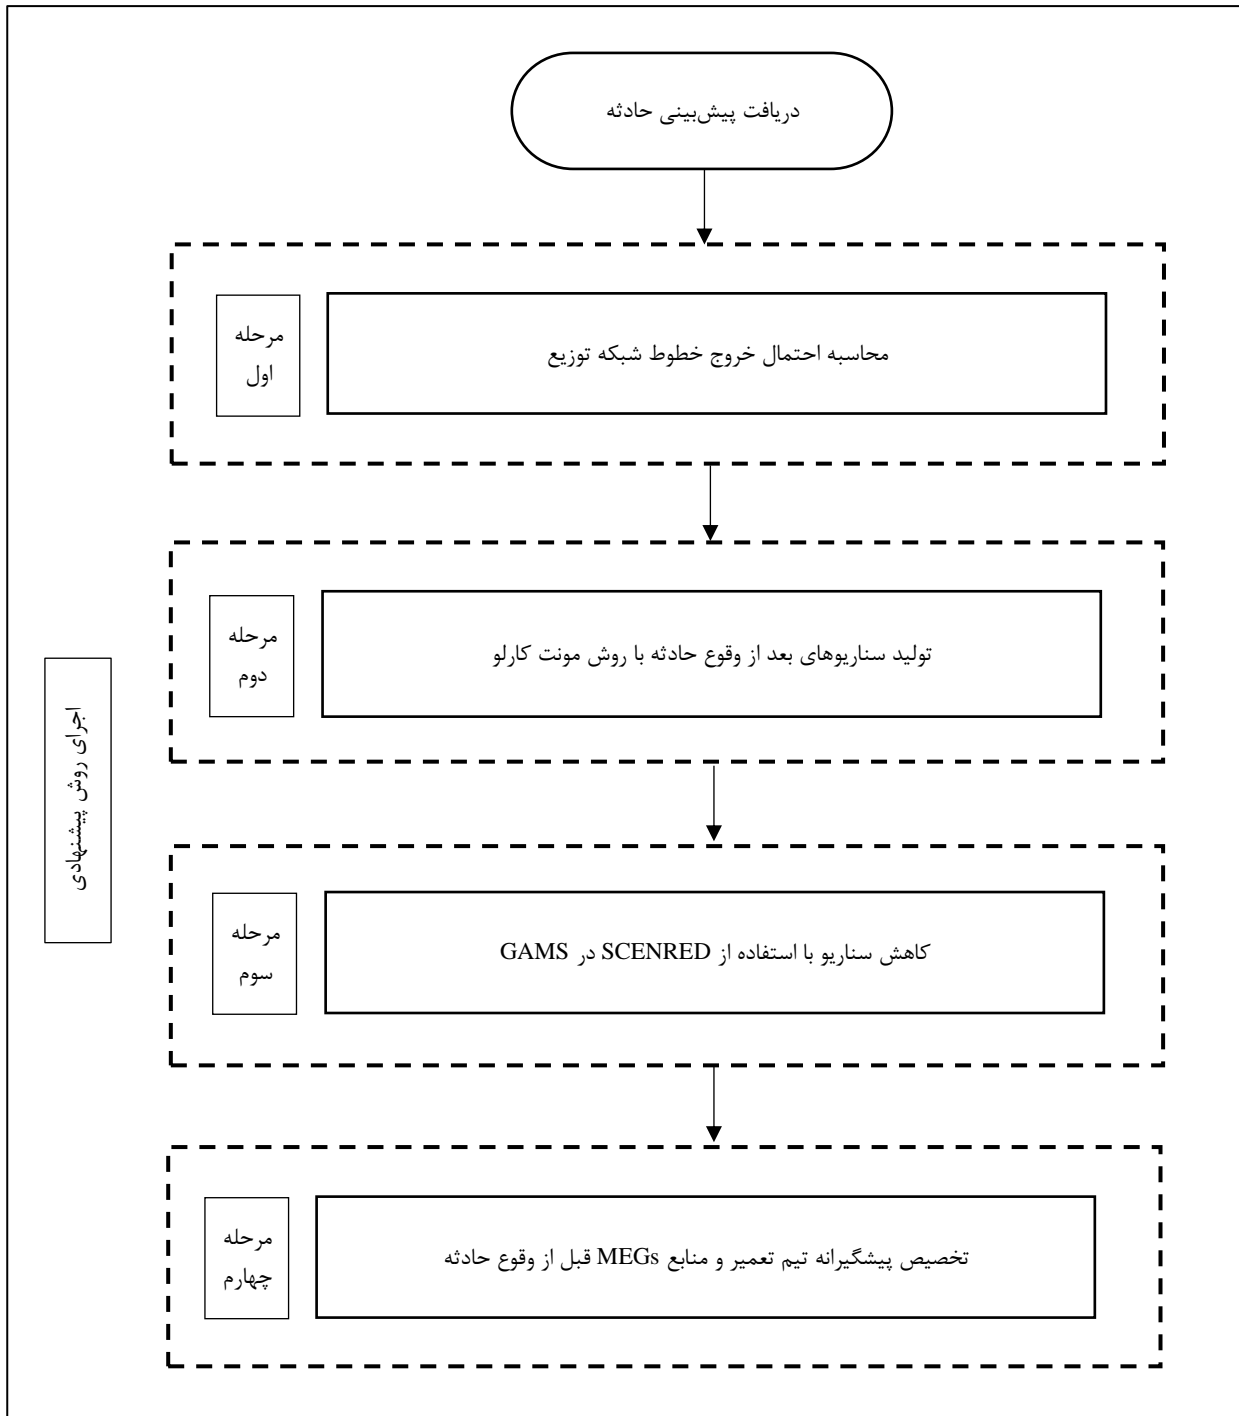 دریافت پیش‌بینی حادثه
مرحله
اول
محاسبه احتمال خروج خطوط شبکه توزیع
مرحله
دوم
تولید سناریوهای بعد از وقوع حادثه با روش مونت کارلو
اجرای روش پیشنهادی
مرحله
سوم
کاهش سناریو با استفاده از SCENRED در GAMS
مرحله
چهارم
تخصیص پیشگیرانه تیم تعمیر و منابع MEGs قبل از وقوع حادثه